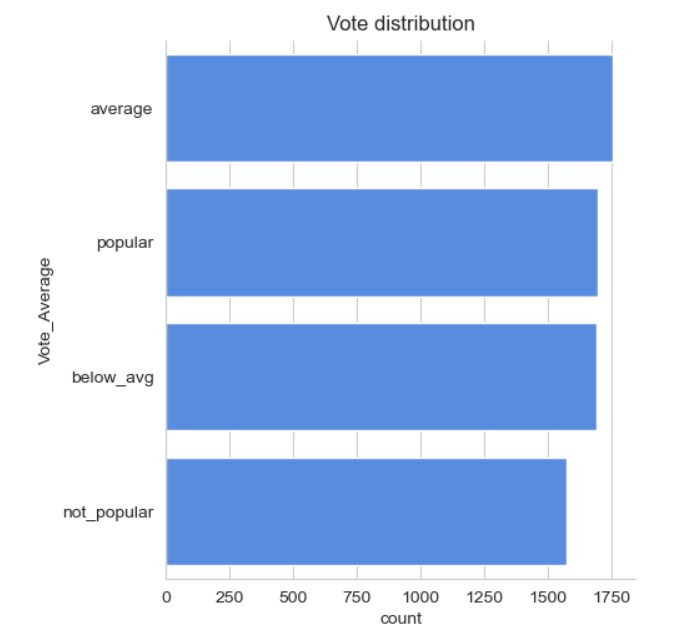 Vote distribution
average
popular
below_avg
not_popular
Vote_Average
0 250 500 750 1000 1250 1500 1750
count